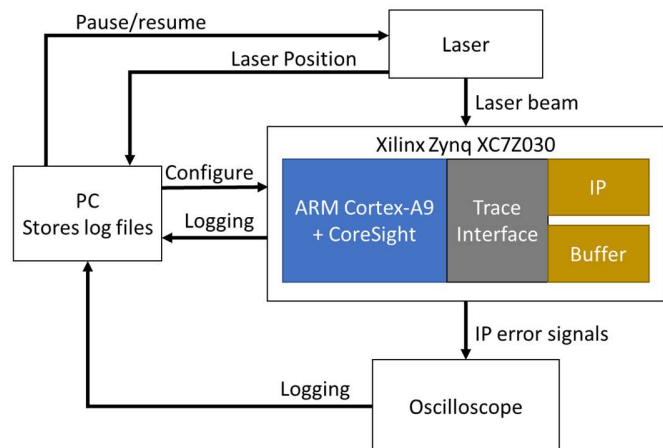 Pause/resume
Laser
Laser Position
Laser beam
Xilinx Zynq XC7Z030
Configure
PC
Stores log files
ARM Cortex-A9
+ CoreSight
Trace
Interface
IP
Buffer
Logging
IP error signals
Logging
Oscilloscope